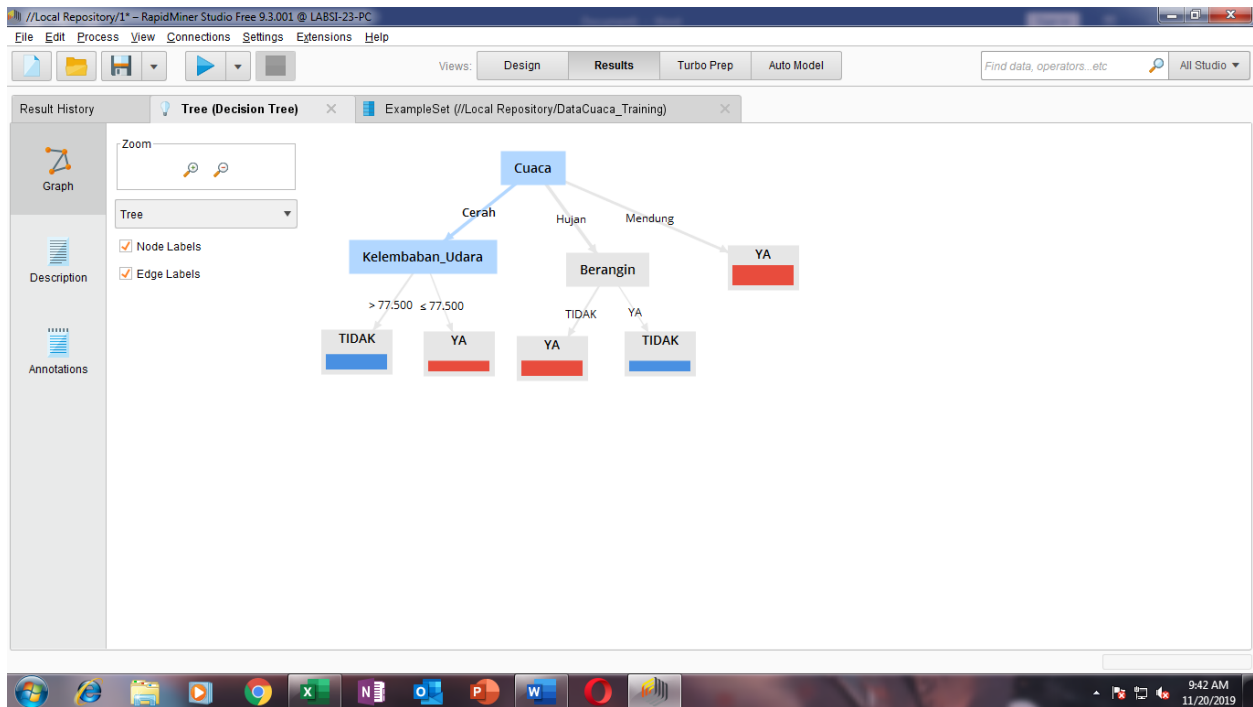 //Local Repository/1* – RapidMiner Studio Free 9.3.001 @ LABSI-23-PC
File Edit Process View Connections Settings Extensions Help
Views: Design Results Turbo Prep Auto Model Find data, operators...etc All Studio
Result History Tree (Decision Tree) ExampleSet (//Local Repository/DataCuaca_Training)
Graph
Description
Annotations
Zoom
Tree
Node Labels
Edge Labels
Cuaca
Cerah Hujan Mendung
Kelembaban_Udara Berangin YA
> 77.500 ≤ 77.500 TIDAK YA
TIDAK YA YA TIDAK
9:42 AM
11/20/2019